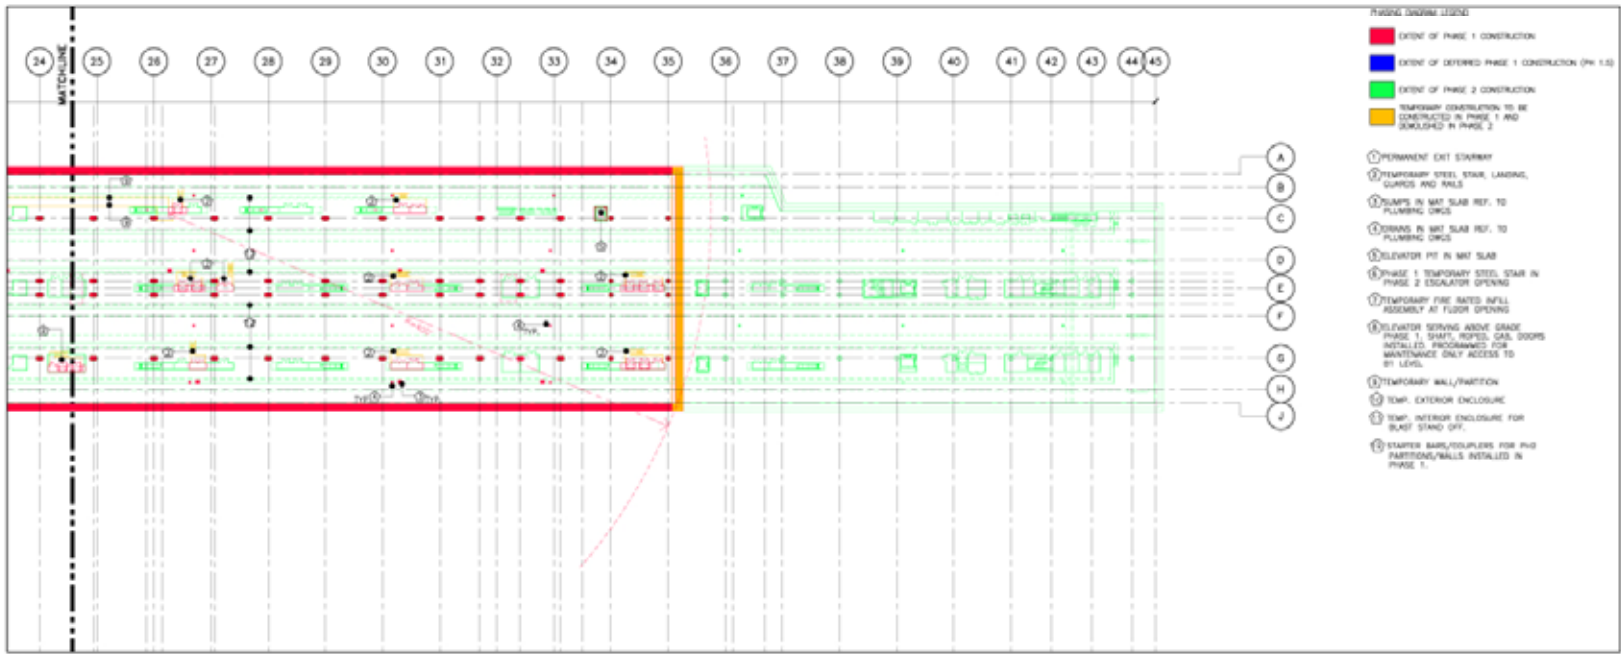 PHASING DIAGRAM LEGEND
EXTENT OF PHASE 1 CONSTRUCTION
EXTENT OF DEFERRED PHASE 1 CONSTRUCTION (PH 1.5)
EXTENT OF PHASE 2 CONSTRUCTION
TEMPORARY CONSTRUCTION TO BE
CONSTRUCTED IN PHASE 1 AND
DEMOLISHED IN PHASE 2
24 25 26 27 28 29 30 31 32 33 34 35 36 37 38 39 40 41 42 43 44 45
MATCHLINE
A
B
C
D
E
F
G
H
J
1 PERMANENT EXIT STAIRWAY
2 TEMPORARY STEEL STAIR, LANDING,
GUARDS AND RAILS
3 SUMPS IN MAT SLAB REF. TO
PLUMBING DWGS
4 DRAINS IN MAT SLAB REF. TO
PLUMBING DWGS
5 ELEVATOR PIT IN MAT SLAB
6 PHASE 1 TEMPORARY STEEL STAIR IN
PHASE 2 ESCALATOR OPENING
7 TEMPORARY FIRE RATED INFILL
ASSEMBLY AT FLOOR OPENING
8 ELEVATOR SERVING ABOVE GRADE
PHASE 1. SHAFT, ROPES, CAB, DOORS
INSTALLED. PROGRAMMED FOR
MAINTENANCE ONLY ACCESS TO
B1 LEVEL
9 TEMPORARY WALL/PARTITION
10 TEMP. EXTERIOR ENCLOSURE
11 TEMP. INTERIOR ENCLOSURE FOR
BLAST STAND OFF.
12 STARTER BARS/COUPLERS FOR PH2
PARTITIONS/WALLS INSTALLED IN
PHASE 1.
TYP.
TYP.
TYP.